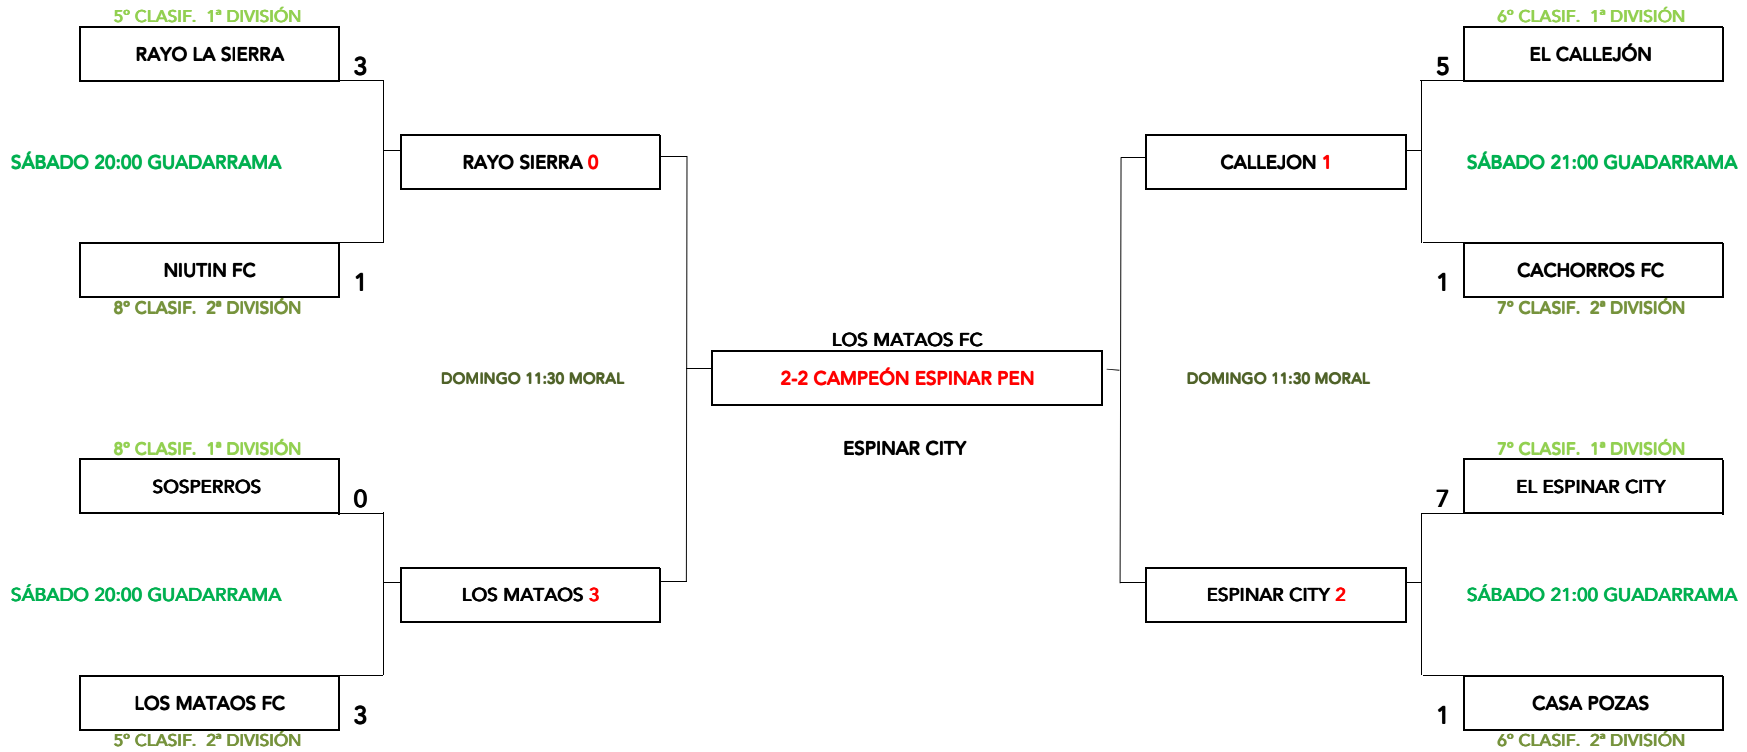 5º CLASIF. 1ª DIVISIÓN
RAYO LA SIERRA
3
SÁBADO 20:00 GUADARRAMA
NIUTIN FC
1
8º CLASIF. 2ª DIVISIÓN
RAYO SIERRA 0
DOMINGO 11:30 MORAL
8º CLASIF. 1ª DIVISIÓN
SOSPERROS
0
SÁBADO 20:00 GUADARRAMA
LOS MATAOS FC
3
5º CLASIF. 2ª DIVISIÓN
LOS MATAOS 3
LOS MATAOS FC
2-2 CAMPEÓN ESPINAR PEN
ESPINAR CITY
6º CLASIF. 1ª DIVISIÓN
EL CALLEJÓN
5
SÁBADO 21:00 GUADARRAMA
CACHORROS FC
1
7º CLASIF. 2ª DIVISIÓN
CALLEJON 1
DOMINGO 11:30 MORAL
7º CLASIF. 1ª DIVISIÓN
EL ESPINAR CITY
7
SÁBADO 21:00 GUADARRAMA
CASA POZAS
1
6º CLASIF. 2ª DIVISIÓN
ESPINAR CITY 2